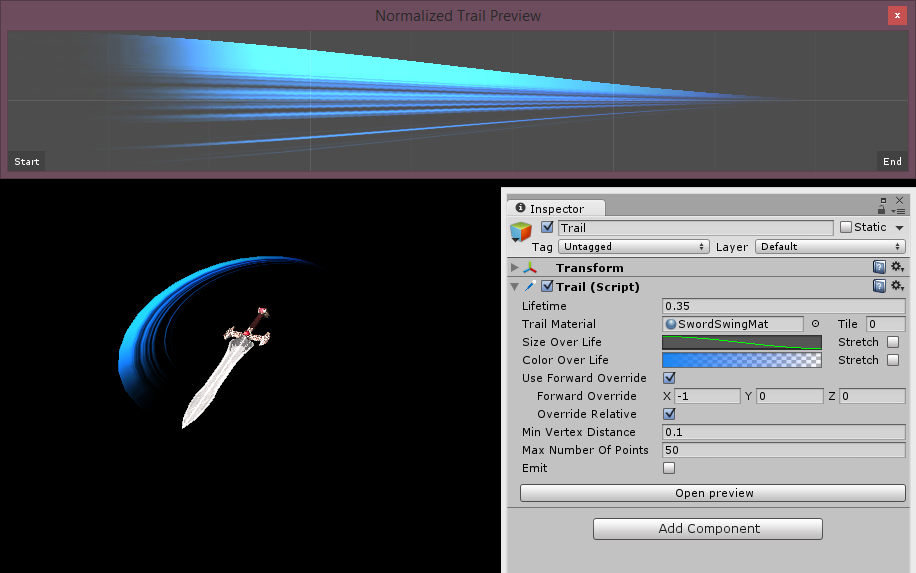 Normalized Trail Preview
x
Start
End
Inspector
Trail
Static
Tag Untagged Layer Default
Transform
Trail (Script)
Lifetime 0.35
Trail Material SwordSwingMat Tile 0
Size Over Life Stretch
Color Over Life Stretch
Use Forward Override
Forward Override X -1 Y 0 Z 0
Override Relative
Min Vertex Distance 0.1
Max Number Of Points 50
Emit
Open preview
Add Component